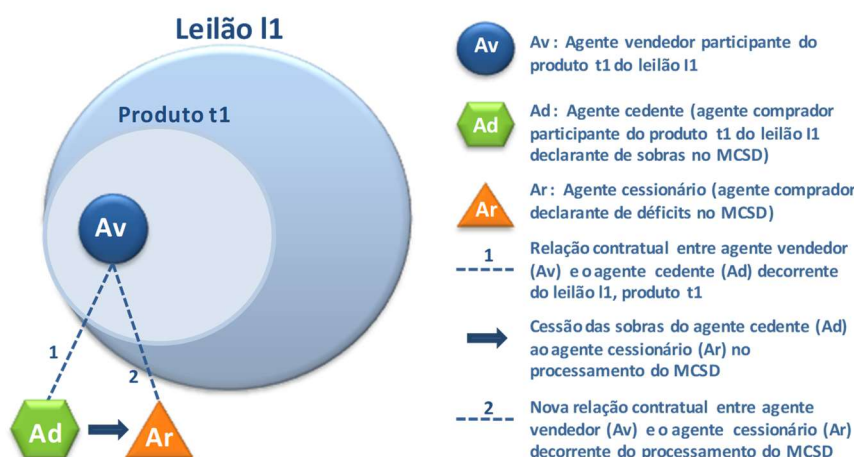 Leilão l1
Produto t1
Av
1
2
Ad
Ar
Av
Av : Agente vendedor participante do
produto t1 do leilão l1
Ad
Ad : Agente cedente (agente comprador
participante do produto t1 do leilão l1
declarante de sobras no MCSD)
Ar
Ar : Agente cessionário (agente comprador
declarante de déficits no MCSD)
1
Relação contratual entre agente vendedor
(Av) e o agente cedente (Ad) decorrente
do leilão l1, produto t1
Cessão das sobras do agente cedente (Ad)
ao agente cessionário (Ar) no
processamento do MCSD
2
Nova relação contratual entre agente
vendedor (Av) e o agente cessionário (Ar)
decorrente do processamento do MCSD